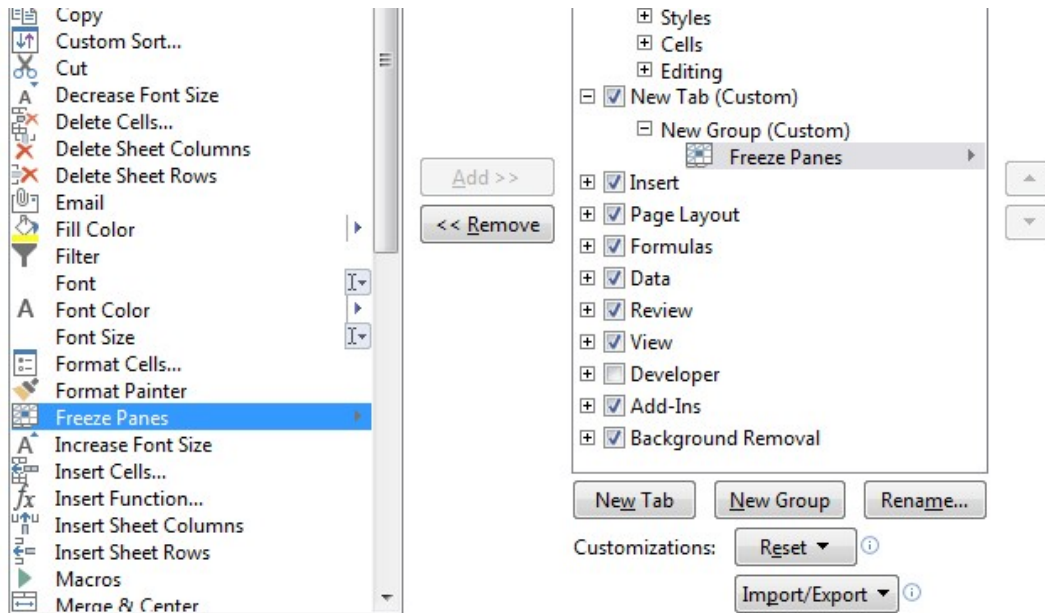 Copy
Custom Sort...
Cut
Decrease Font Size
Delete Cells...
Delete Sheet Columns
Delete Sheet Rows
Email
Fill Color
Filter
Font
Font Color
Font Size
Format Cells...
Format Painter
Freeze Panes
Increase Font Size
Insert Cells...
Insert Function...
Insert Sheet Columns
Insert Sheet Rows
Macros
Merge & Center
Add >>
<< Remove
Styles
Cells
Editing
New Tab (Custom)
New Group (Custom)
Freeze Panes
Insert
Page Layout
Formulas
Data
Review
View
Developer
Add-Ins
Background Removal
New Tab New Group Rename...
Customizations: Reset
Import/Export